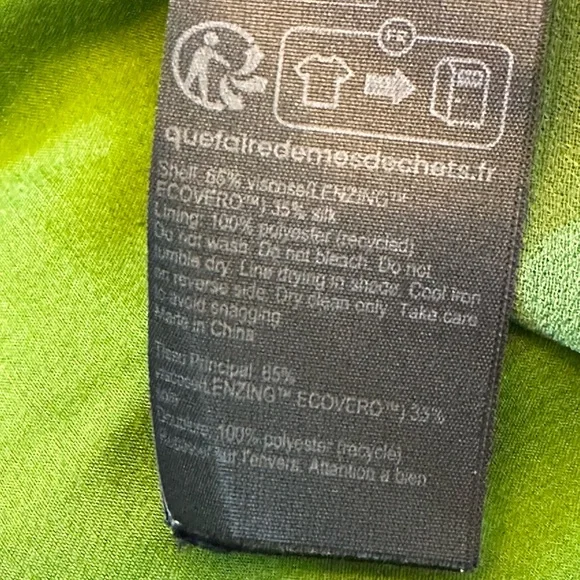 FR
quefairedemesdechets.fr
Shell: 65% viscose(LENZING™
ECOVERO™) 35% silk
Lining: 100% polyester (recycled)
Do not wash. Do not bleach. Do not
tumble dry. Line drying in shade. Cool iron
on reverse side. Dry clean only. Take care
to avoid snagging
Made in China
Tissu Principal: 65%
viscose(LENZING™ ECOVERO™) 35%
soie
Doublure: 100% polyester (recyclé)
Repasser sur l'envers. Attention à bien